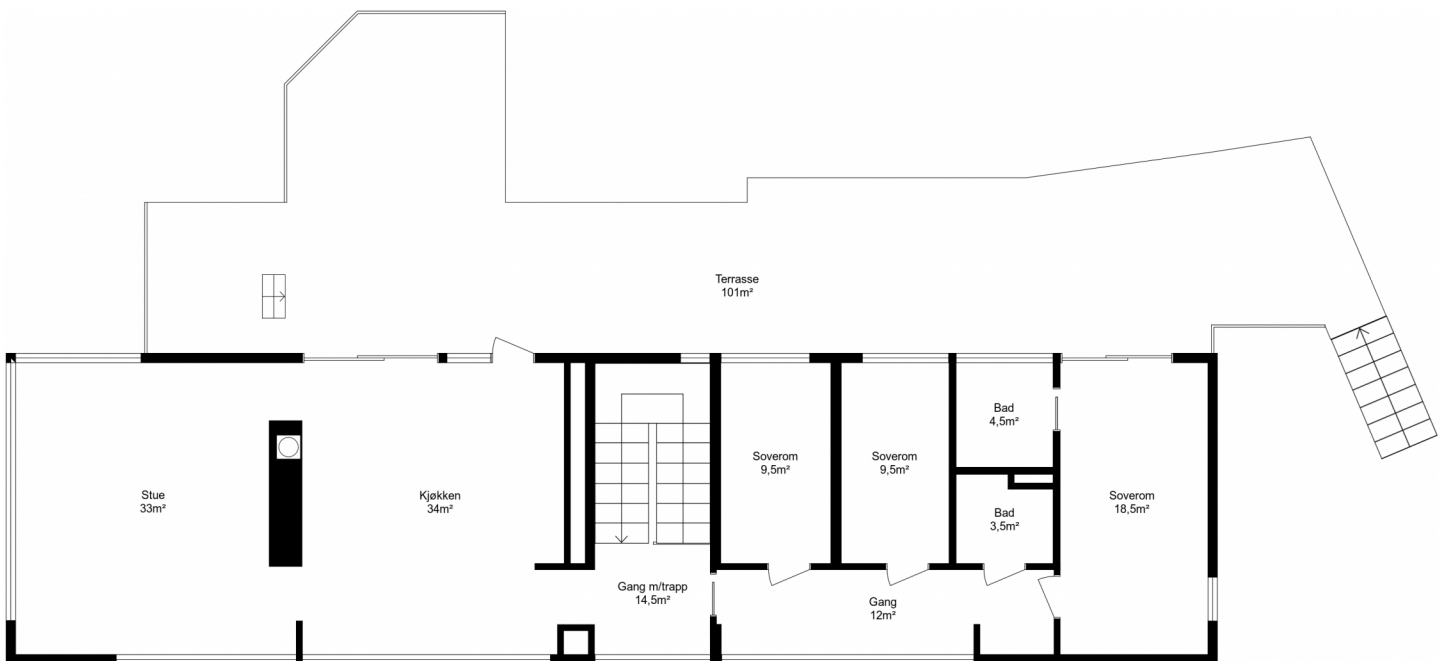 Terrasse
101m²
Stue
33m²
Kjøkken
34m²
Gang m/trapp
14,5m²
Soverom
9,5m²
Soverom
9,5m²
Bad
4,5m²
Bad
3,5m²
Soverom
18,5m²
Gang
12m²